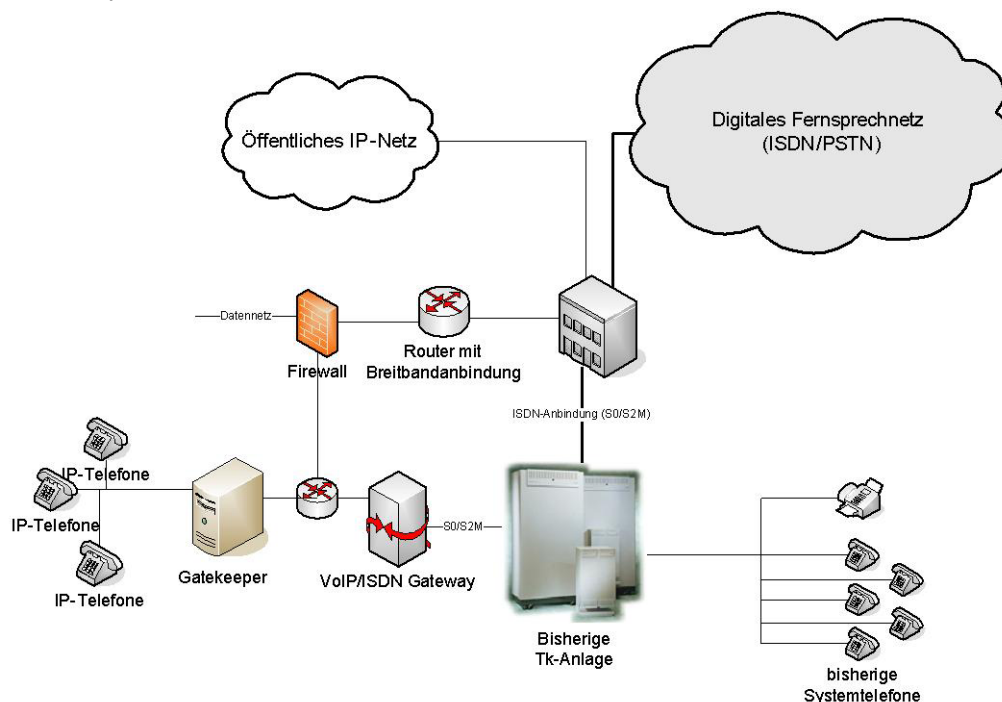 Öffentliches IP-Netz
Digitales Fernsprechnetz
(ISDN/PSTN)
Datennetz
Firewall
Router mit
Breitbandanbindung
ISDN-Anbindung (S0/S2M)
IP-Telefone
IP-Telefone
IP-Telefone
Gatekeeper
VoIP/ISDN Gateway
S0/S2M
Bisherige
Tk-Anlage
bisherige
Systemtelefone